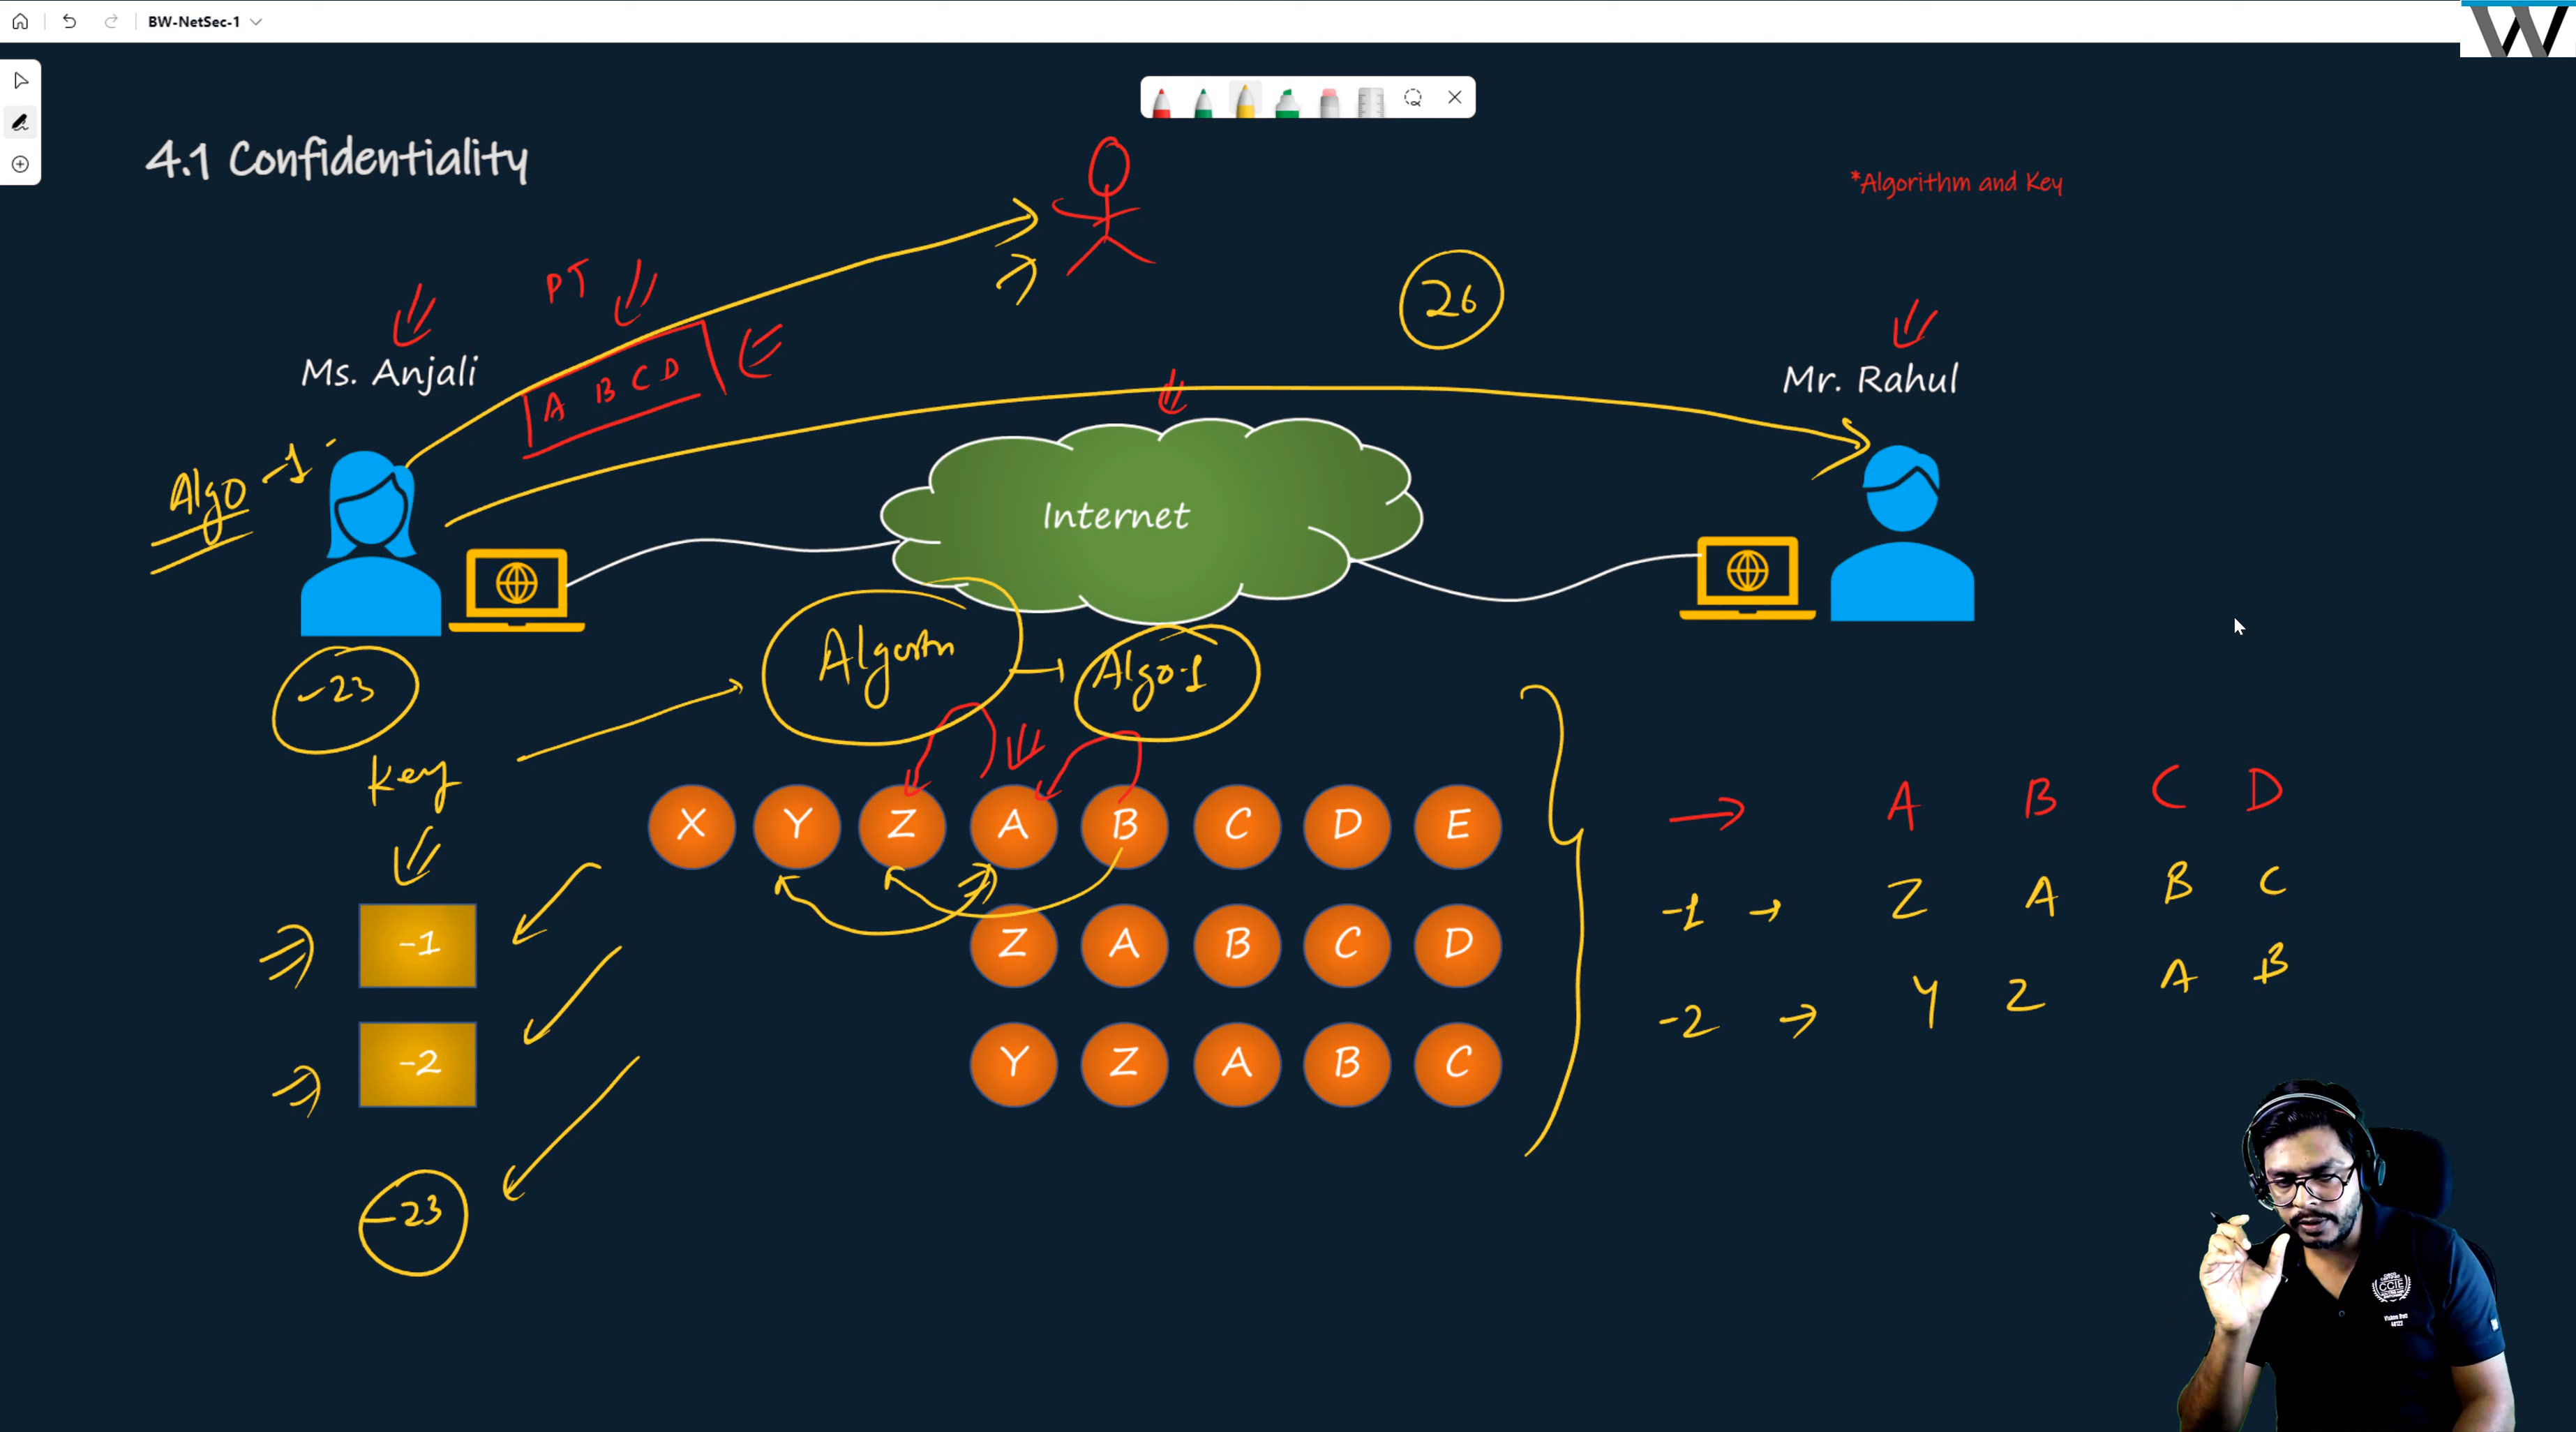 BW-NetSec-1
W
4.1 Confidentiality
*Algorithm and Key
PT
26
Ms. Anjali
A B C D
Mr. Rahul
Algo -1
Internet
-23
Algo-1
Key
X Y Z A B C D E
A B C D
-1
Z A B C D
-1 → Z A B C
-2
Y Z A B C
-2 → Y Z A B
-23
CCIE